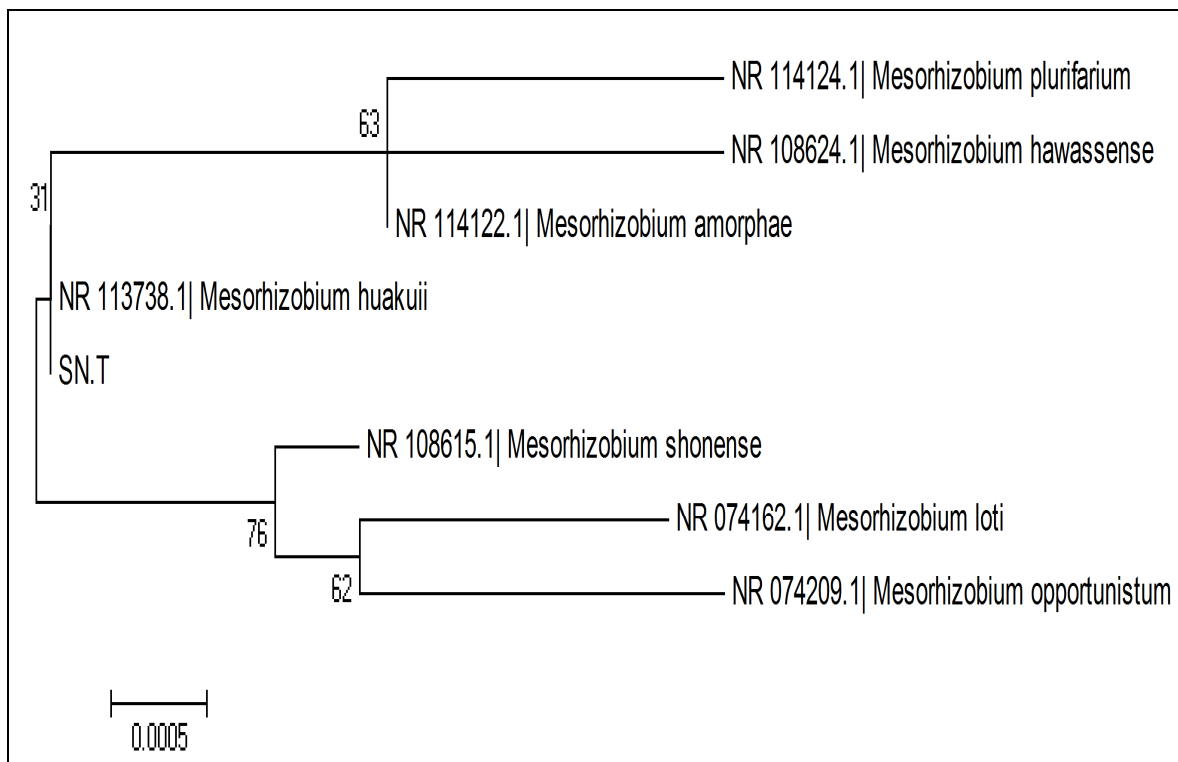 NR 114124.1| Mesorhizobium plurifarium
63
NR 108624.1| Mesorhizobium hawassense
31
NR 114122.1| Mesorhizobium amorphae
NR 113738.1| Mesorhizobium huakuii
SN.T
NR 108615.1| Mesorhizobium shonense
76
NR 074162.1| Mesorhizobium loti
62
NR 074209.1| Mesorhizobium opportunistum
0.0005